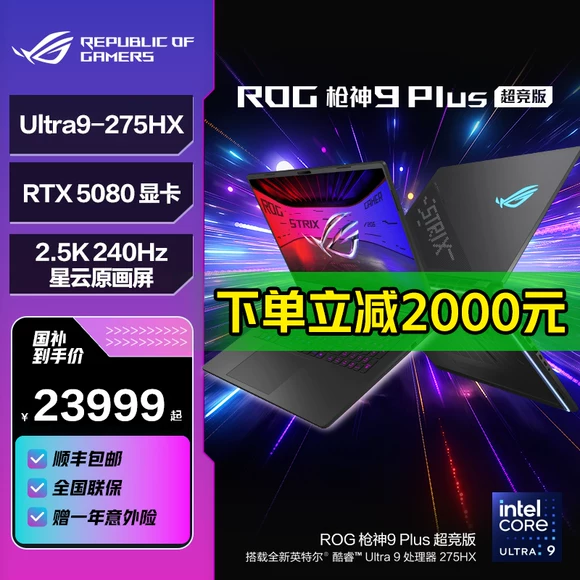 REPUBLIC OF
GAMERS
Ultra9-275HX
RTX 5080 显卡
2.5K 240Hz
星云原画屏
国补
到手价
¥ 23999 起
顺丰包邮
全国联保
赠一年意外险
ROG 枪神9 Plus 超竞版
ROG
STRIX
GAMER
STRIX
下单立减2000元
ROG 枪神9 Plus 超竞版
搭载全新英特尔® 酷睿™ Ultra 9 处理器 275HX
intel
CORE
ULTRA 9